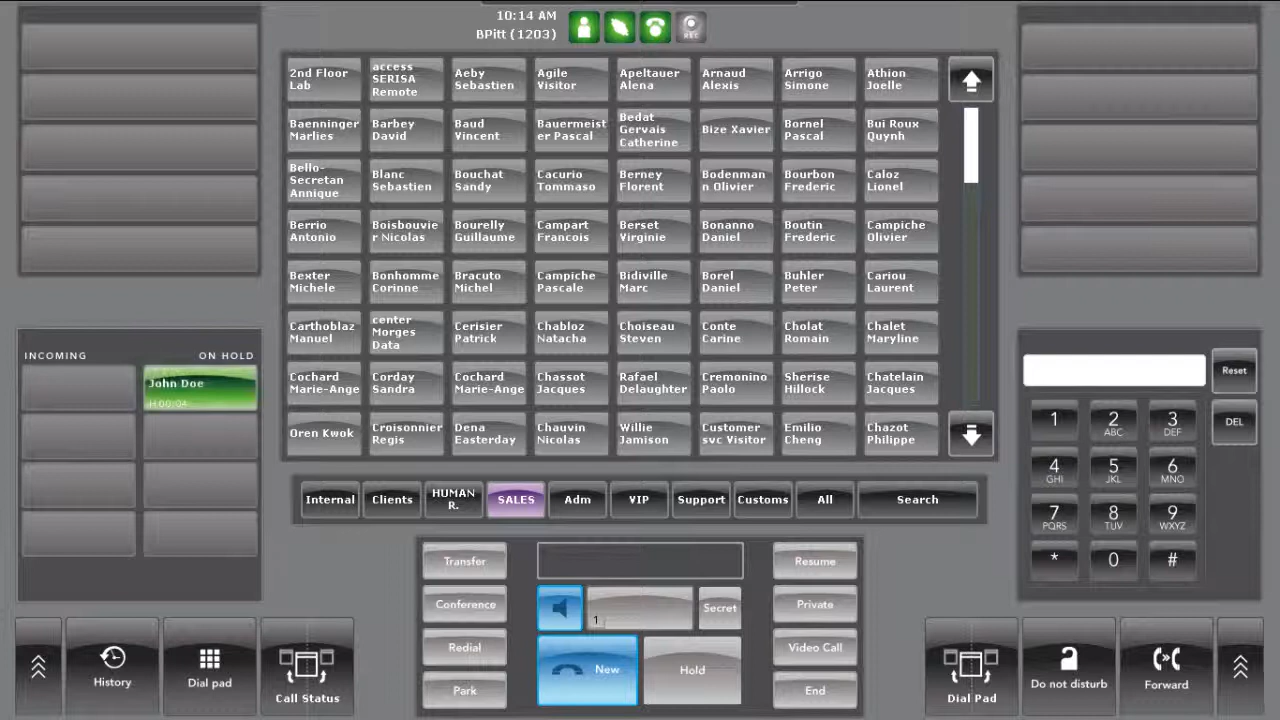 10:14 AM
BPitt (1203)
REC
2nd Floor
Lab
access
SERISA
Remote
Aeby
Sebastien
Agile
Visitor
Apeltauer
Alena
Arnaud
Alexis
Arrigo
Simone
Athion
Joelle
Baenninger
Marlies
Barbey
David
Baud
Vincent
Bauermeist
er Pascal
Bedat
Gervais
Catherine
Bize Xavier
Bornel
Pascal
Bui Roux
Quynh
Bello-
Secretan
Annique
Blanc
Sebastien
Bouchat
Sandy
Cacurio
Tommaso
Berney
Florent
Bodenman
n Olivier
Bourbon
Frederic
Caloz
Lionel
Berrio
Antonio
Boisbouvie
r Nicolas
Bourelly
Guillaume
Campart
Francois
Berset
Virginie
Bonanno
Daniel
Boutin
Frederic
Campiche
Olivier
Bexter
Michele
Bonhomme
Corinne
Bracuto
Michel
Campiche
Pascale
Bidiville
Marc
Borel
Daniel
Buhler
Peter
Cariou
Laurent
Carthoblaz
Manuel
center
Morges
Data
Cerisier
Patrick
Chabloz
Natacha
Choiseau
Steven
Conte
Carine
Cholat
Romain
Chalet
Maryline
Cochard
Marie-Ange
Corday
Sandra
Cochard
Marie-Ange
Chassot
Jacques
Rafael
Delaughter
Cremonino
Paolo
Sherise
Hillock
Chatelain
Jacques
Oren Kwok
Croisonnier
Regis
Dena
Easterday
Chauvin
Nicolas
Willie
Jamison
Customer
svc Visitor
Emilio
Cheng
Chazot
Philippe
INCOMING ON HOLD
John Doe
H 00:04
Internal Clients HUMAN R. SALES Adm VIP Support Customs All Search
Reset
DEL
1 2 3
ABC DEF
4 5 6
GHI JKL MNO
7 8 9
PQRS TUV WXYZ
* 0 #
Transfer
Conference
Redial
Park
1
Secret
New
Hold
Resume
Private
Video Call
End
History
Dial pad
Call Status
Dial Pad
Do not disturb
Forward